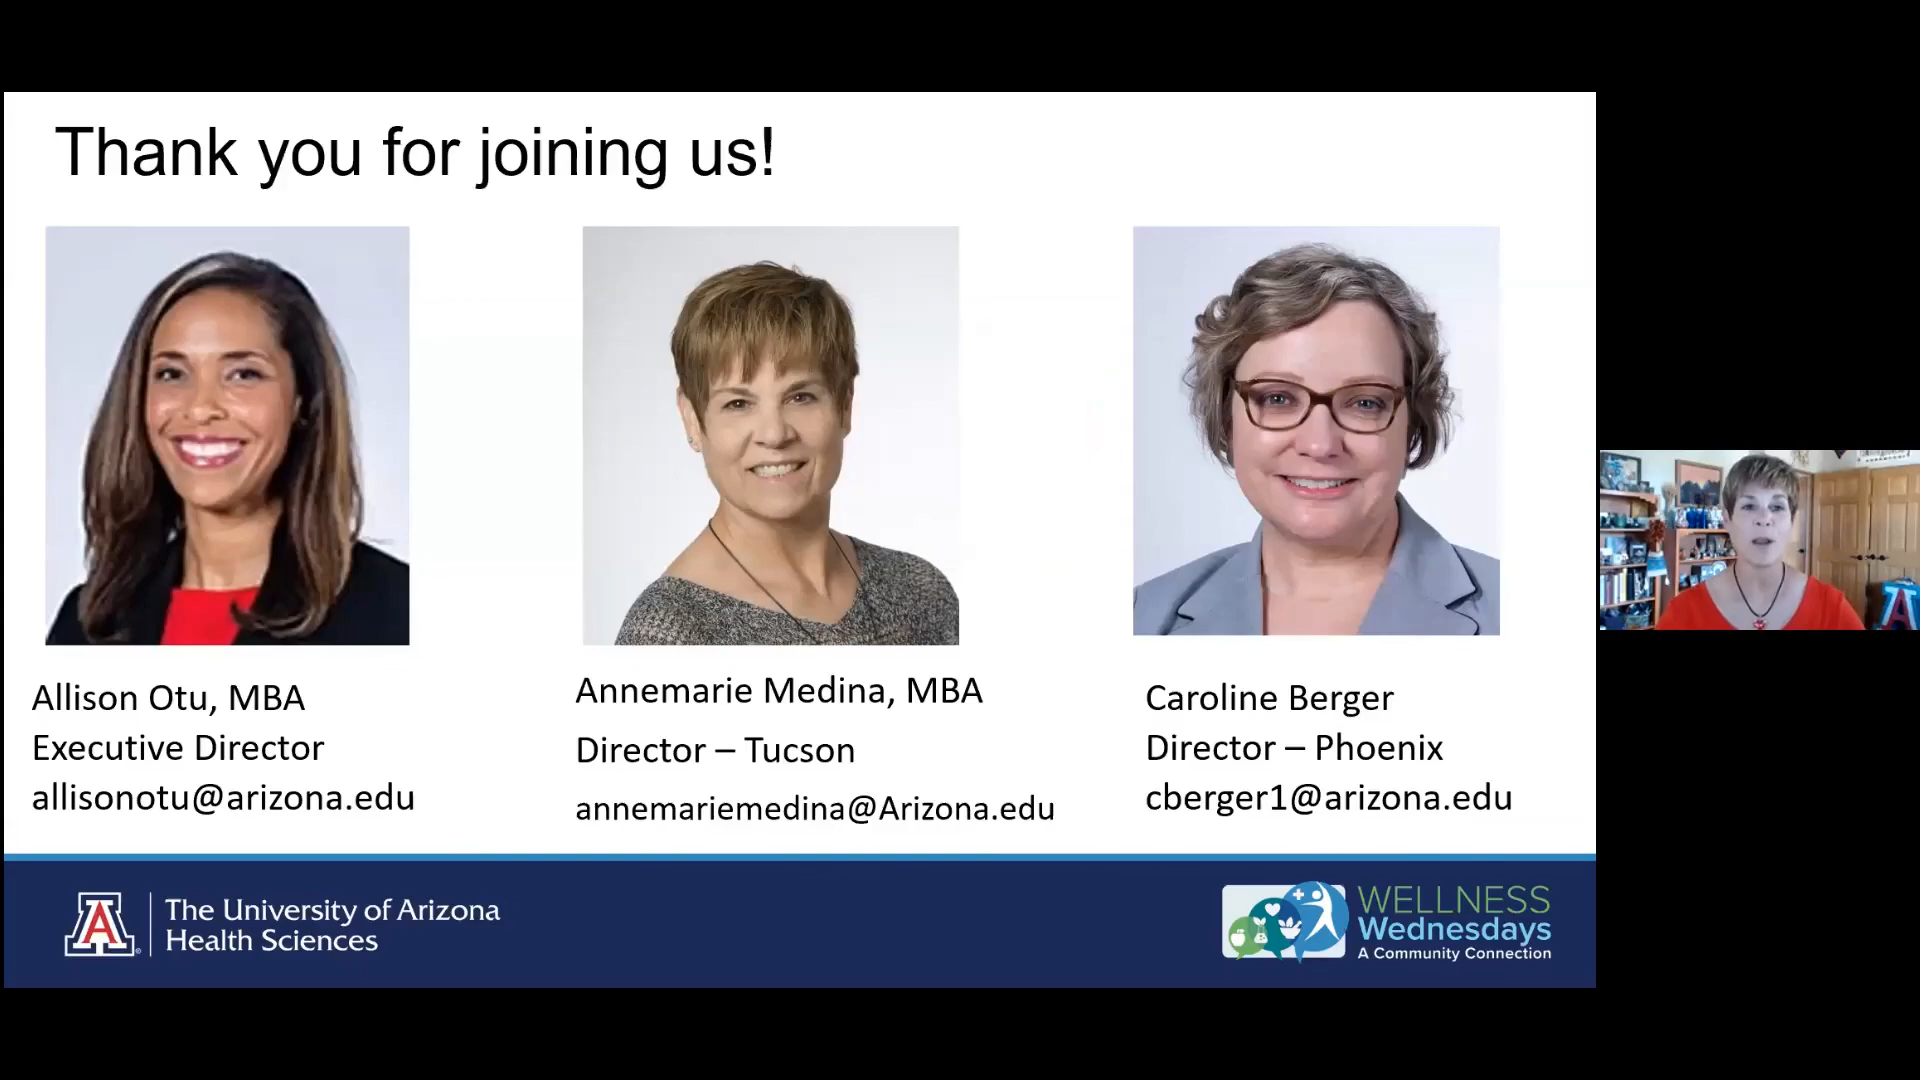 Thank you for joining us!
Allison Otu, MBA
Executive Director
allisonotu@arizona.edu
Annemarie Medina, MBA
Director – Tucson
annemariemedina@Arizona.edu
Caroline Berger
Director – Phoenix
cberger1@arizona.edu
A
The University of Arizona
Health Sciences
WELLNESS
Wednesdays
A Community Connection
A